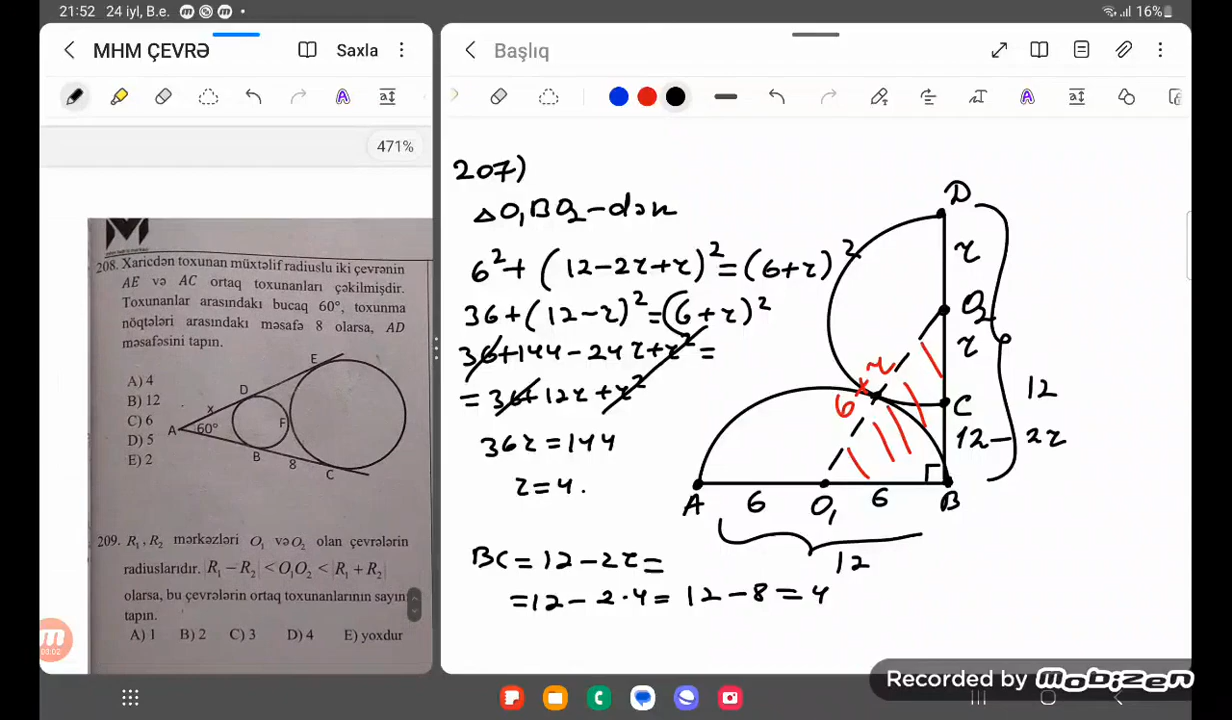 21:52 24 iyl, B.e.
16%
MHM ÇEVRƏ
Saxla
Başlıq
471%
208. Xaricdən toxunan müxtəlif radiuslu iki çevrənin
AE və AC ortaq toxunanları çəkilmişdir.
Toxunanlar arasındakı bucaq 60°, toxunma
nöqtələri arasındakı məsafə 8 olarsa, AD
məsafəsini tapın.
A) 4
B) 12
C) 6
D) 5
E) 2
E
D
x
A
60°
F
B
8
C
209. R₁, R₂ mərkəzləri O₁ və O₂ olan çevrələrin
radiuslarıdır. |R₁ − R₂| < O₁O₂ < |R₁ + R₂|
olarsa, bu çevrələrin ortaq toxunanlarının sayını
tapın.
A) 1 B) 2 C) 3 D) 4 E) yoxdur
01:02
207)
△O₁BO₂-dən
6² + (12-2r+r)² = (6+r)²
36 + (12-r)² = (6+r)²
36+144-24r+r² =
= 36+12r+r²
36r = 144
r = 4.
BC = 12-2r =
= 12 - 2·4 = 12 - 8 = 4
D
r
O₂
r
12
6
r
C
12-2r
A
6
O₁
6
B
12
Recorded by mobizen